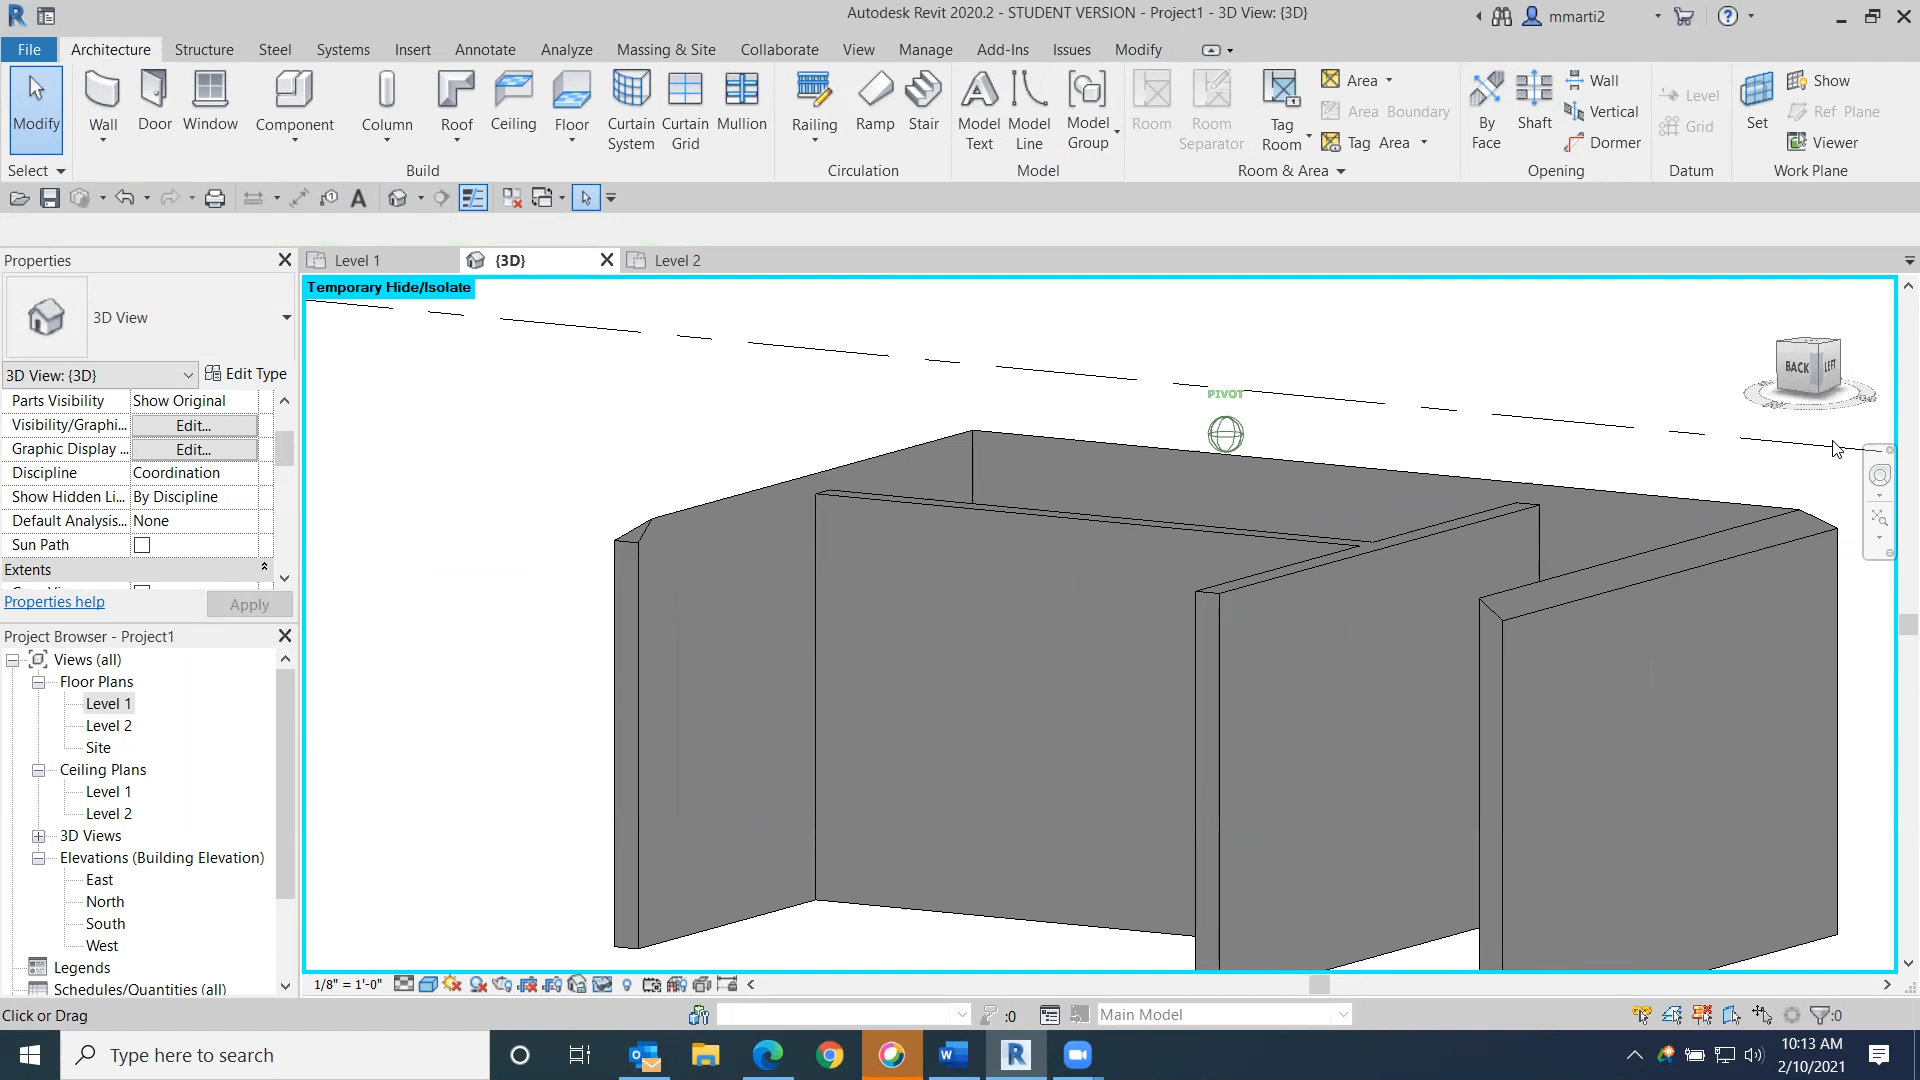 Autodesk Revit 2020.2 - STUDENT VERSION - Project1 - 3D View: {3D}
mmarti2
File Architecture Structure Steel Systems Insert Annotate Analyze Massing & Site Collaborate View Manage Add-Ins Issues Modify
Modify
Wall
Door
Window
Component
Column
Roof
Ceiling
Floor
Curtain System
Curtain Grid
Mullion
Railing
Ramp
Stair
Model Text
Model Line
Model Group
Room
Room Separator
Tag Room
Area
Area Boundary
Tag Area
By Face
Shaft
Wall
Vertical
Dormer
Level
Grid
Set
Show
Ref Plane
Viewer
Select
Build
Circulation
Model
Room & Area
Opening
Datum
Work Plane
Properties
Level 1
{3D}
Level 2
Temporary Hide/Isolate
3D View
3D View: {3D}
Edit Type
Parts Visibility Show Original
Visibility/Graphi... Edit...
Graphic Display ... Edit...
Discipline Coordination
Show Hidden Li... By Discipline
Default Analysis... None
Sun Path
Extents
Properties help
Apply
PIVOT
BACK
LEFT
Project Browser - Project1
Views (all)
Floor Plans
Level 1
Level 2
Site
Ceiling Plans
Level 1
Level 2
3D Views
Elevations (Building Elevation)
East
North
South
West
Legends
Schedules/Quantities (all)
1/8" = 1'-0"
Click or Drag
:0
Main Model
:0
Type here to search
10:13 AM
2/10/2021